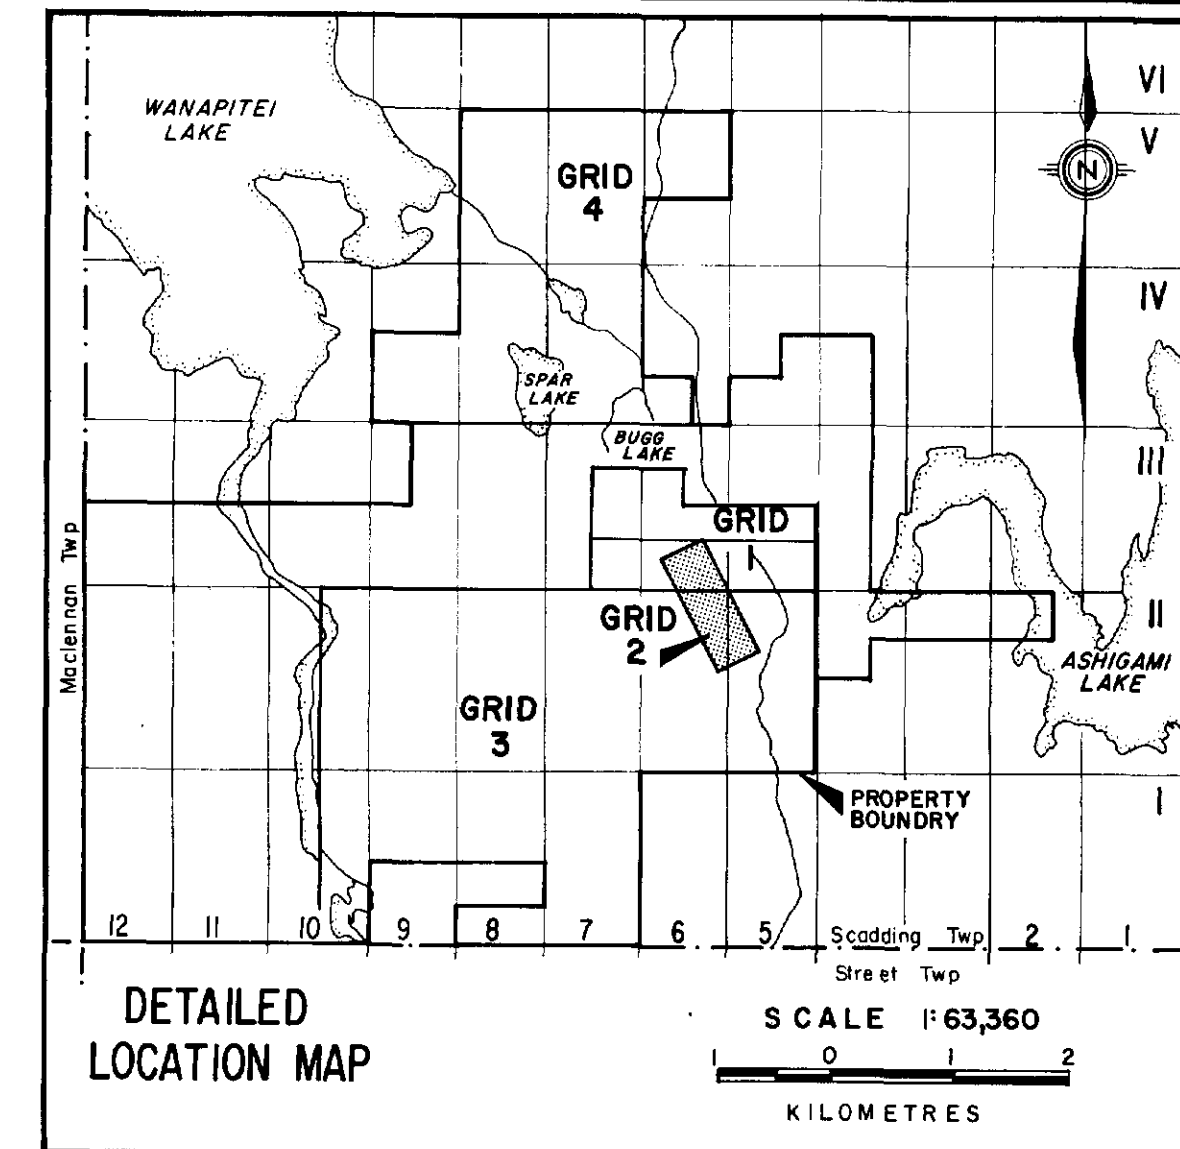 WANAPITEI
LAKE
VI
V
N
GRID
4
IV
SPAR
LAKE
BUGG
LAKE
III
GRID
1
Maclennan Twp
GRID
2
II
ASHIGAMI
LAKE
GRID
3
PROPERTY
BOUNDRY
I
12 11 10 9 8 7 6 5 Scadding Twp. 2 1
Street Twp
DETAILED
LOCATION MAP
SCALE 1:63,360
1 0 1 2
KILOMETRES